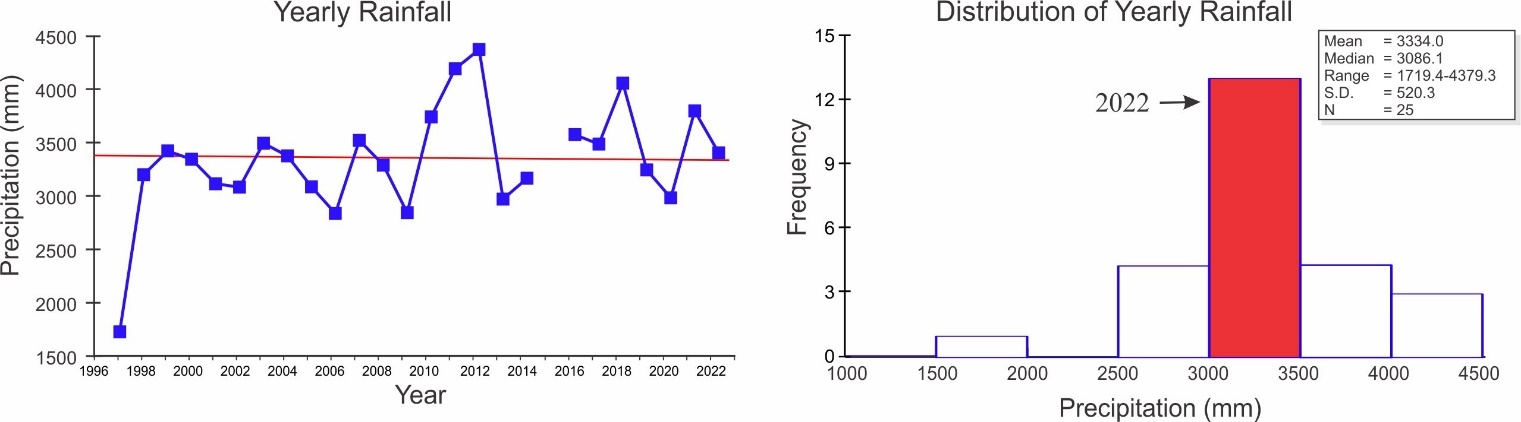 Yearly Rainfall
Precipitation (mm)
4500
4000
3500
3000
2500
2000
1500
1996 1998 2000 2002 2004 2006 2008 2010 2012 2014 2016 2018 2020 2022
Year
Distribution of Yearly Rainfall
Mean = 3334.0
Median = 3086.1
Range = 1719.4-4379.3
S.D. = 520.3
N = 25
2022
Frequency
15
12
9
6
3
0
1000 1500 2000 2500 3000 3500 4000 4500
Precipitation (mm)